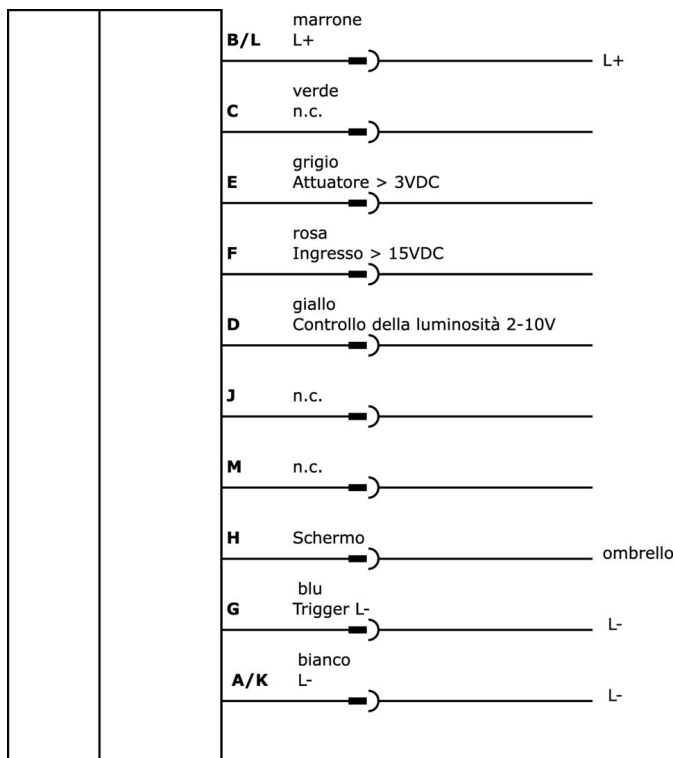 marrone
B/L L+
L+
verde
C n.c.
grigio
E Attuatore > 3VDC
rosa
F Ingresso > 15VDC
giallo
D Controllo della luminosità 2-10V
J n.c.
M n.c.
H Schermo
ombrello
blu
G Trigger L-
L-
bianco
A/K L-
L-